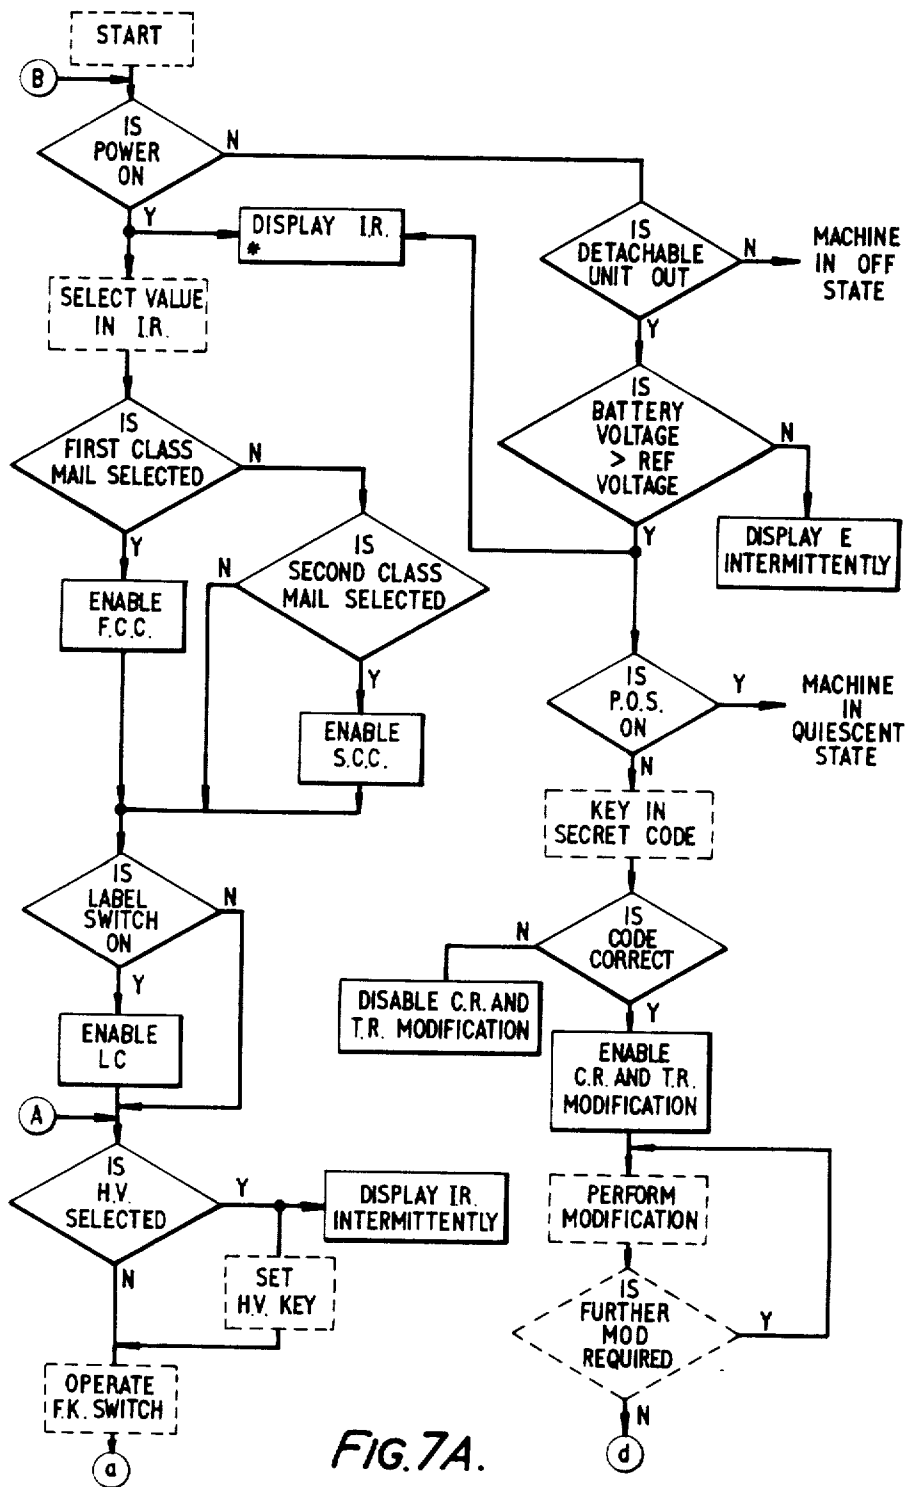 START
B
IS
POWER
ON
N
Y
DISPLAY I.R.
*
IS
DETACHABLE
UNIT OUT
N
MACHINE
IN OFF
STATE
Y
SELECT VALUE
IN I.R.
IS
FIRST CLASS
MAIL SELECTED
N
Y
IS
BATTERY
VOLTAGE
> REF
VOLTAGE
N
Y
DISPLAY E
INTERMITTENTLY
IS
SECOND CLASS
MAIL SELECTED
N
Y
ENABLE
F.C.C.
ENABLE
S.C.C.
IS
P.O.S.
ON
Y
MACHINE
IN
QUIESCENT
STATE
N
KEY IN
SECRET CODE
IS
LABEL
SWITCH
ON
N
Y
IS
CODE
CORRECT
N
Y
DISABLE C.R. AND
T.R. MODIFICATION
ENABLE
L C
ENABLE
C.R. AND T.R.
MODIFICATION
A
IS
H.V.
SELECTED
Y
N
DISPLAY I.R.
INTERMITTENTLY
SET
H.V. KEY
PERFORM
MODIFICATION
IS
FURTHER
MOD
REQUIRED
Y
N
OPERATE
F.K. SWITCH
a
d
FIG. 7A.